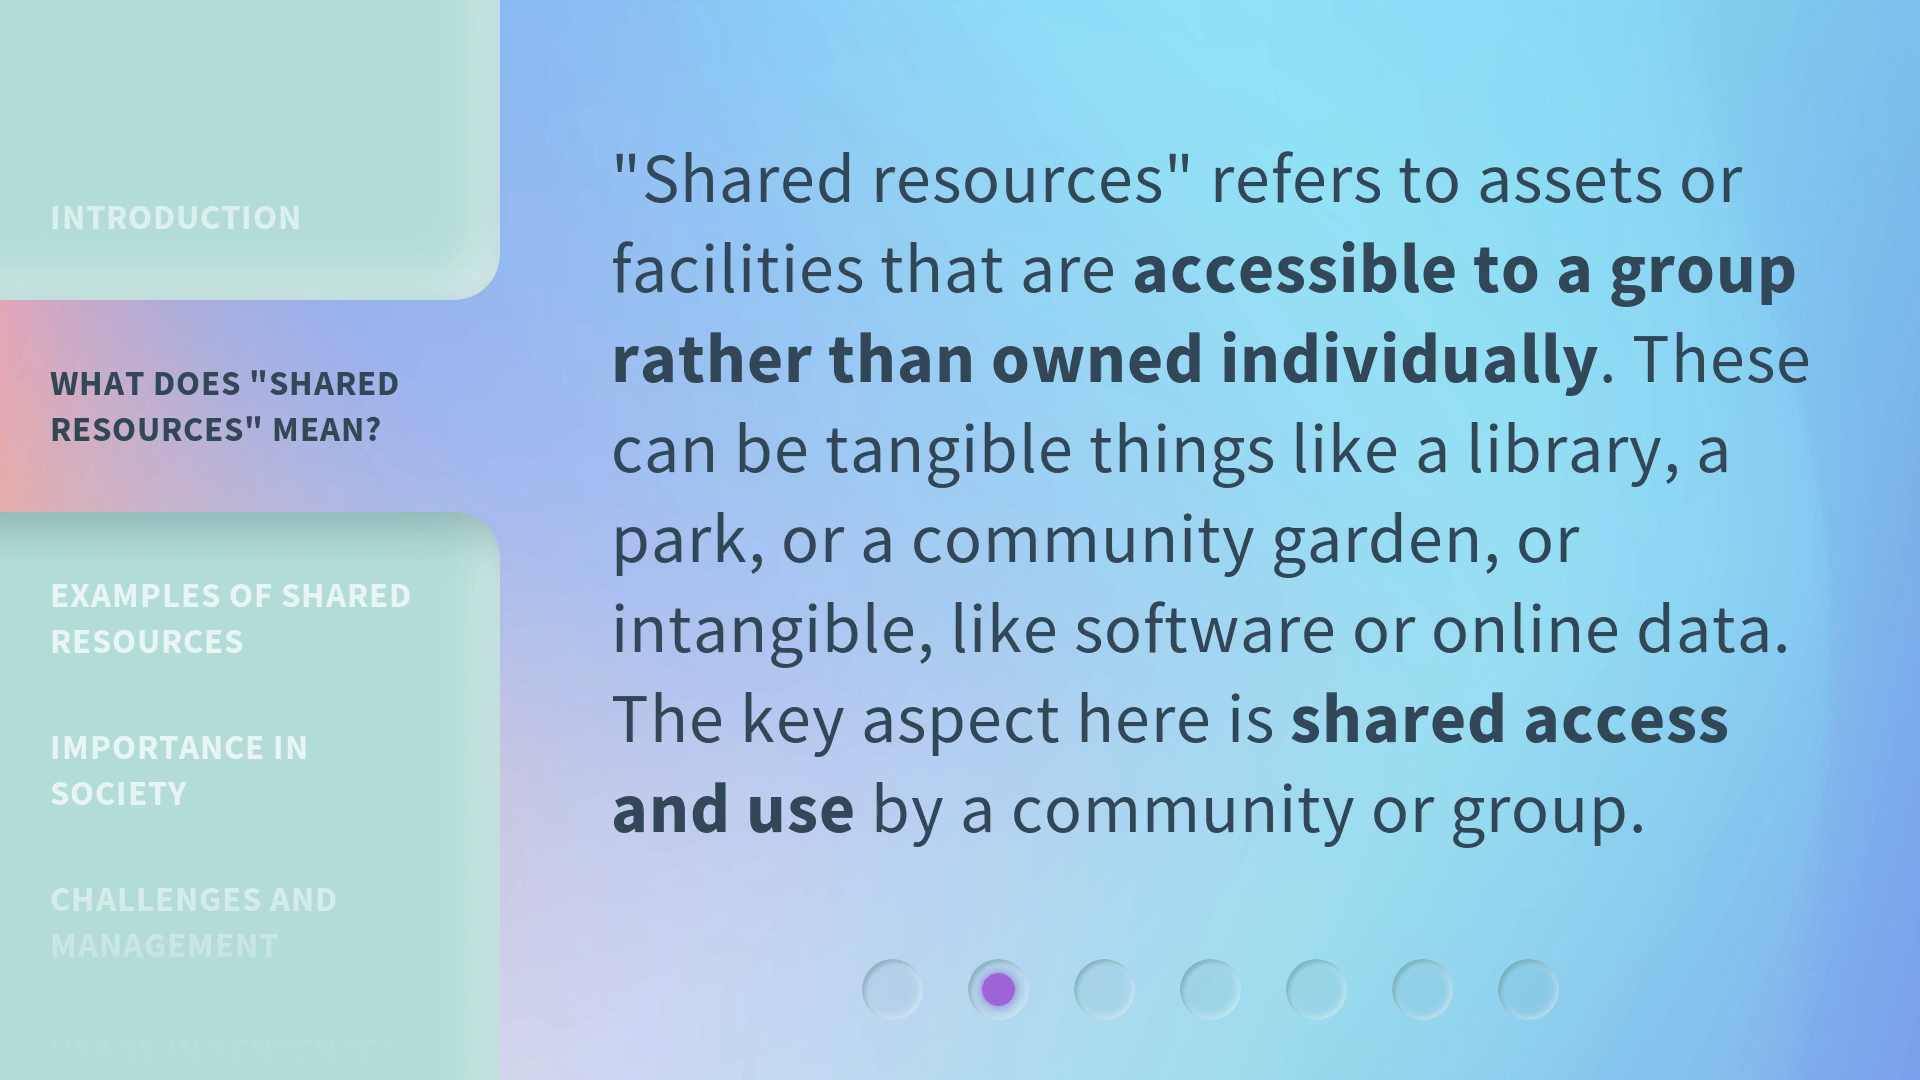 INTRODUCTION
WHAT DOES "SHARED
RESOURCES" MEAN?
EXAMPLES OF SHARED
RESOURCES
IMPORTANCE IN
SOCIETY
CHALLENGES AND
MANAGEMENT
USAGE IN SENTENCES
"Shared resources" refers to assets or
facilities that are accessible to a group
rather than owned individually. These
can be tangible things like a library, a
park, or a community garden, or
intangible, like software or online data.
The key aspect here is shared access
and use by a community or group.